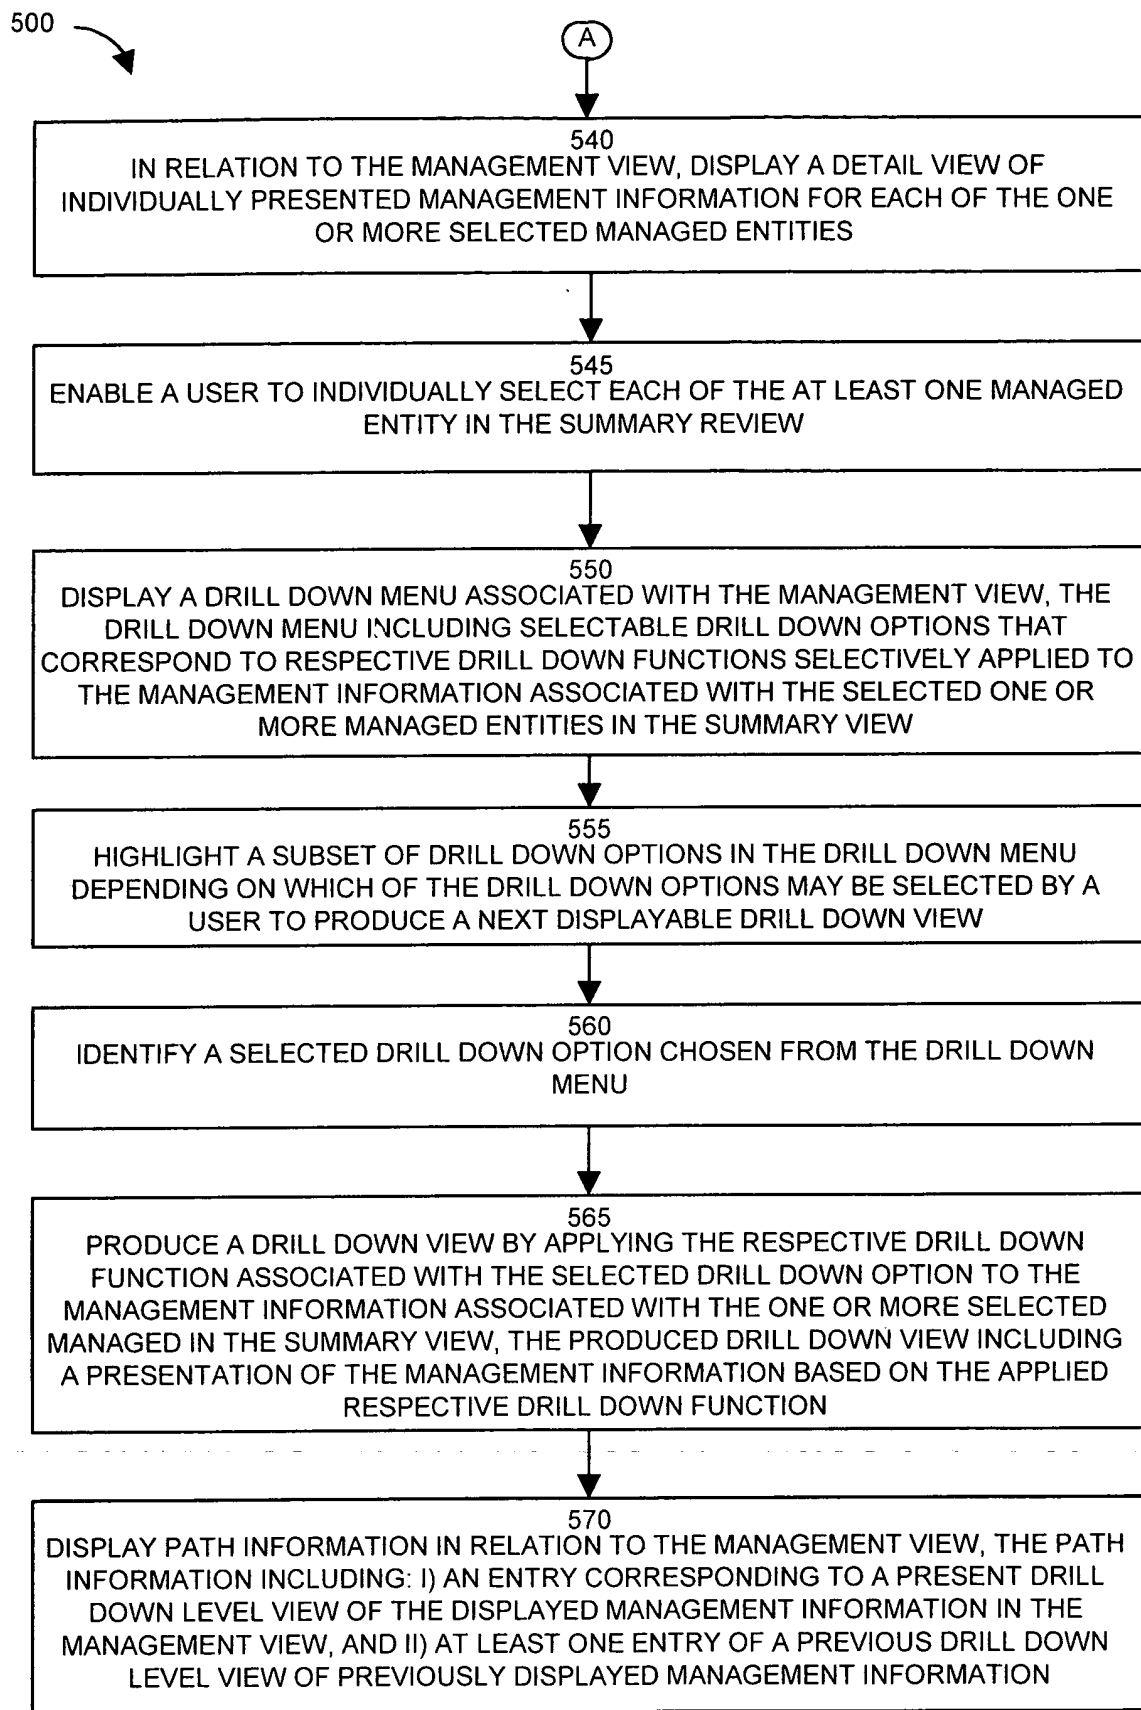 500
A
540
IN RELATION TO THE MANAGEMENT VIEW, DISPLAY A DETAIL VIEW OF
INDIVIDUALLY PRESENTED MANAGEMENT INFORMATION FOR EACH OF THE ONE
OR MORE SELECTED MANAGED ENTITIES
545
ENABLE A USER TO INDIVIDUALLY SELECT EACH OF THE AT LEAST ONE MANAGED
ENTITY IN THE SUMMARY REVIEW
550
DISPLAY A DRILL DOWN MENU ASSOCIATED WITH THE MANAGEMENT VIEW, THE
DRILL DOWN MENU INCLUDING SELECTABLE DRILL DOWN OPTIONS THAT
CORRESPOND TO RESPECTIVE DRILL DOWN FUNCTIONS SELECTIVELY APPLIED TO
THE MANAGEMENT INFORMATION ASSOCIATED WITH THE SELECTED ONE OR
MORE MANAGED ENTITIES IN THE SUMMARY VIEW
555
HIGHLIGHT A SUBSET OF DRILL DOWN OPTIONS IN THE DRILL DOWN MENU
DEPENDING ON WHICH OF THE DRILL DOWN OPTIONS MAY BE SELECTED BY A
USER TO PRODUCE A NEXT DISPLAYABLE DRILL DOWN VIEW
560
IDENTIFY A SELECTED DRILL DOWN OPTION CHOSEN FROM THE DRILL DOWN
MENU
565
PRODUCE A DRILL DOWN VIEW BY APPLYING THE RESPECTIVE DRILL DOWN
FUNCTION ASSOCIATED WITH THE SELECTED DRILL DOWN OPTION TO THE
MANAGEMENT INFORMATION ASSOCIATED WITH THE ONE OR MORE SELECTED
MANAGED IN THE SUMMARY VIEW, THE PRODUCED DRILL DOWN VIEW INCLUDING
A PRESENTATION OF THE MANAGEMENT INFORMATION BASED ON THE APPLIED
RESPECTIVE DRILL DOWN FUNCTION
570
DISPLAY PATH INFORMATION IN RELATION TO THE MANAGEMENT VIEW, THE PATH
INFORMATION INCLUDING: I) AN ENTRY CORRESPONDING TO A PRESENT DRILL
DOWN LEVEL VIEW OF THE DISPLAYED MANAGEMENT INFORMATION IN THE
MANAGEMENT VIEW, AND II) AT LEAST ONE ENTRY OF A PREVIOUS DRILL DOWN
LEVEL VIEW OF PREVIOUSLY DISPLAYED MANAGEMENT INFORMATION